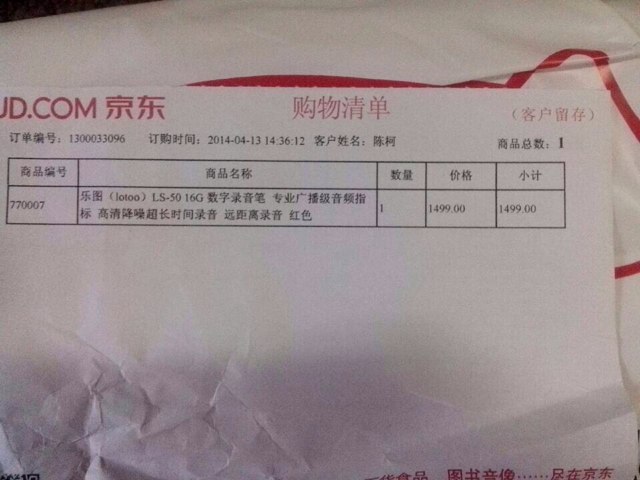 JD.COM 京东
购物清单
(客户留存)
订单编号：1300033096 订购时间：2014-04-13 14:36:12 客户姓名：陈柯 商品总数：1
商品编号 商品名称 数量 价格 小计
770007 乐图（lotoo）LS-50 16G 数字录音笔 专业广播级音频指 1 1499.00 1499.00
标 高清降噪超长时间录音 远距离录音 红色
百货食品 图书音像……尽在京东